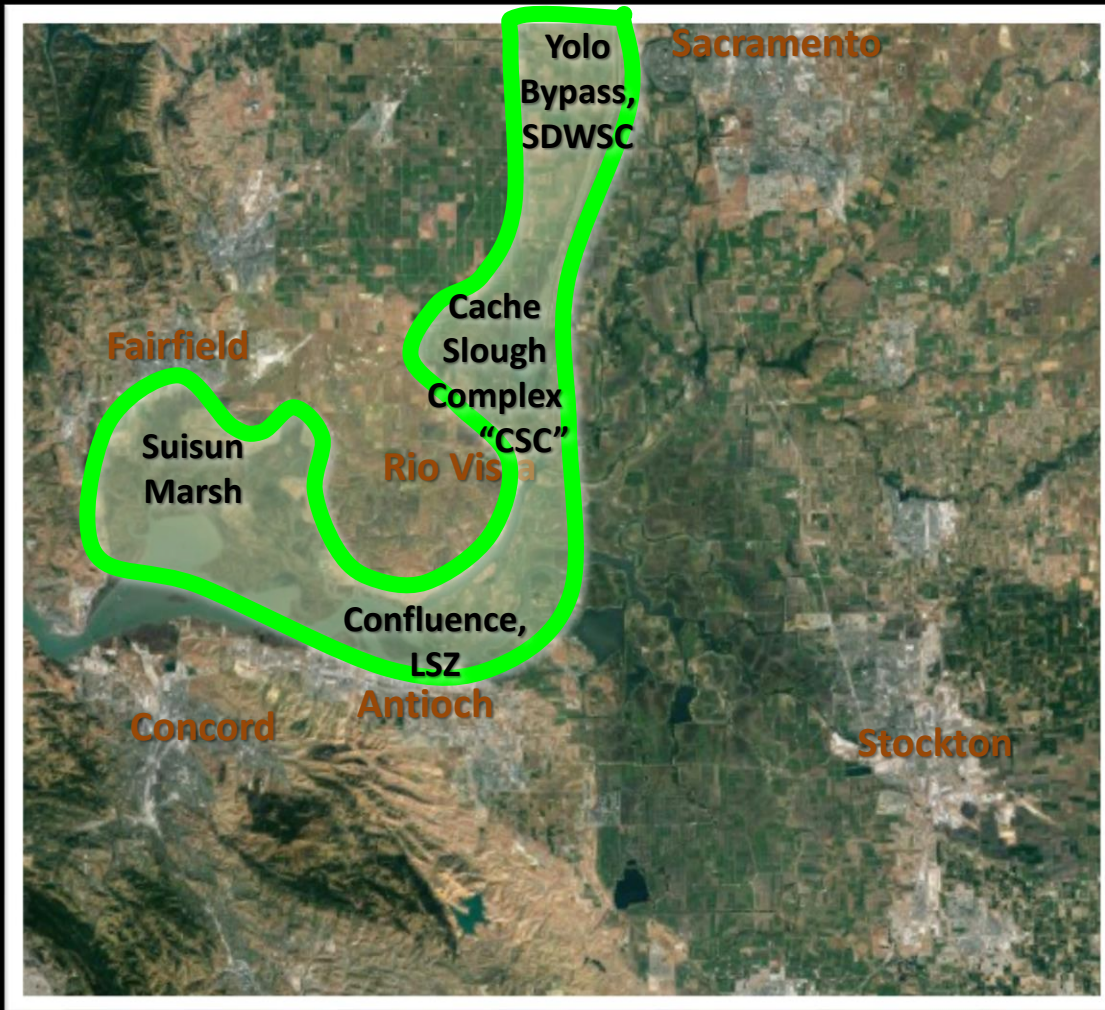 Yolo
Bypass,
SDWSC
Sacramento
Cache
Slough
Complex
“CSC”
Fairfield
Suisun
Marsh
Rio Vista
Confluence,
LSZ
Antioch
Concord
Stockton